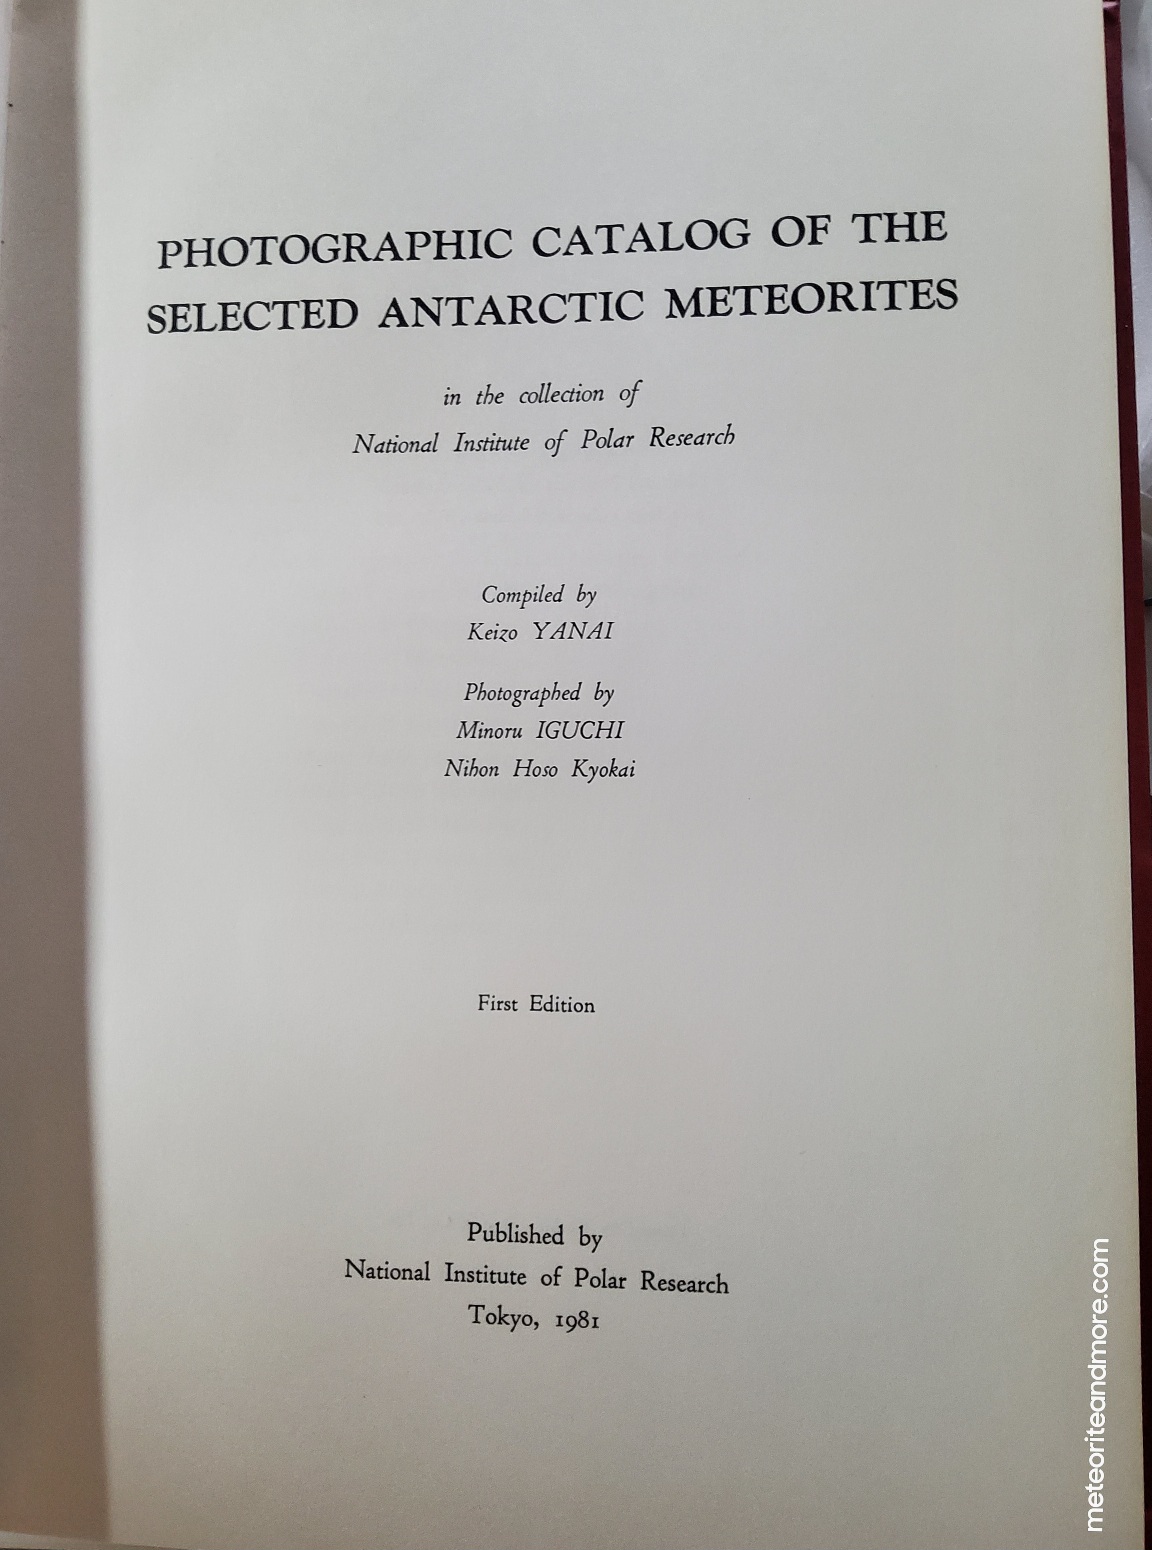 PHOTOGRAPHIC CATALOG OF THE
SELECTED ANTARCTIC METEORITES
in the collection of
National Institute of Polar Research
Compiled by
Keizo YANAI
Photographed by
Minoru IGUCHI
Nihon Hoso Kyokai
First Edition
Published by
National Institute of Polar Research
Tokyo, 1981
meteoriteandmore.com